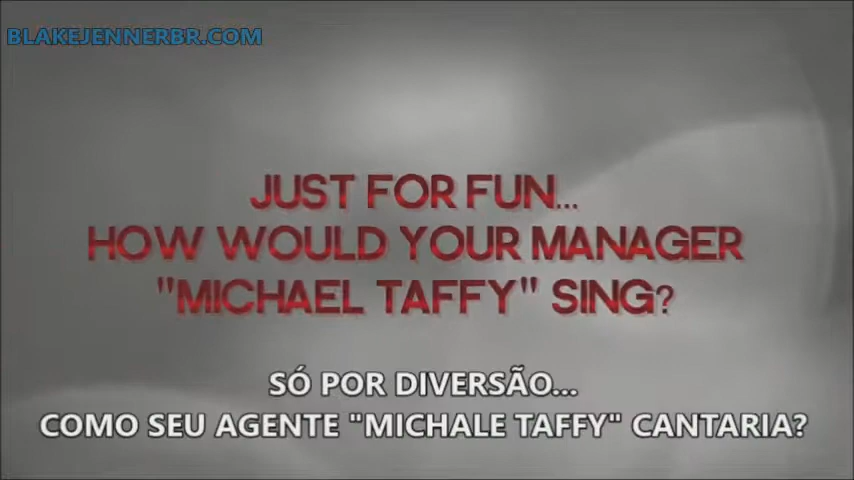 BLAKEJENNERBR.COM
JUST FOR FUN...
HOW WOULD YOUR MANAGER
"MICHAEL TAFFY" SING?
SÓ POR DIVERSÃO...
COMO SEU AGENTE "MICHALE TAFFY" CANTARIA?